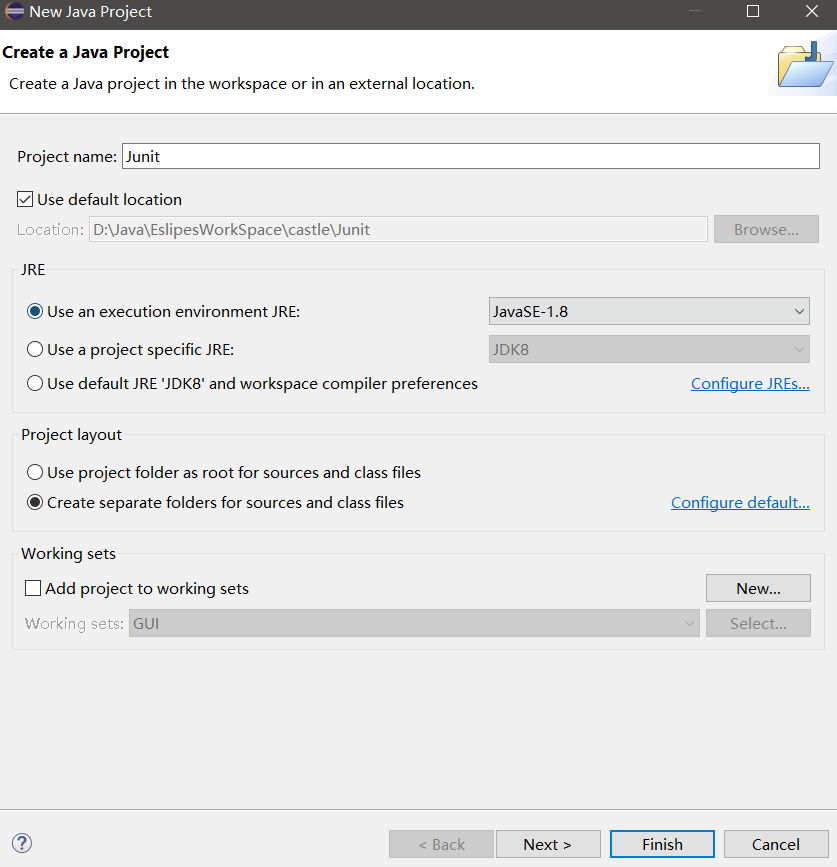 New Java Project
Create a Java Project
Create a Java project in the workspace or in an external location.
Project name: Junit
Use default location
Location: D:\Java\EslipesWorkSpace\castle\Junit Browse...
JRE
Use an execution environment JRE: JavaSE-1.8
Use a project specific JRE: JDK8
Use default JRE 'JDK8' and workspace compiler preferences Configure JREs...
Project layout
Use project folder as root for sources and class files
Create separate folders for sources and class files Configure default...
Working sets
Add project to working sets New...
Working sets: GUI Select...
? < Back Next > Finish Cancel